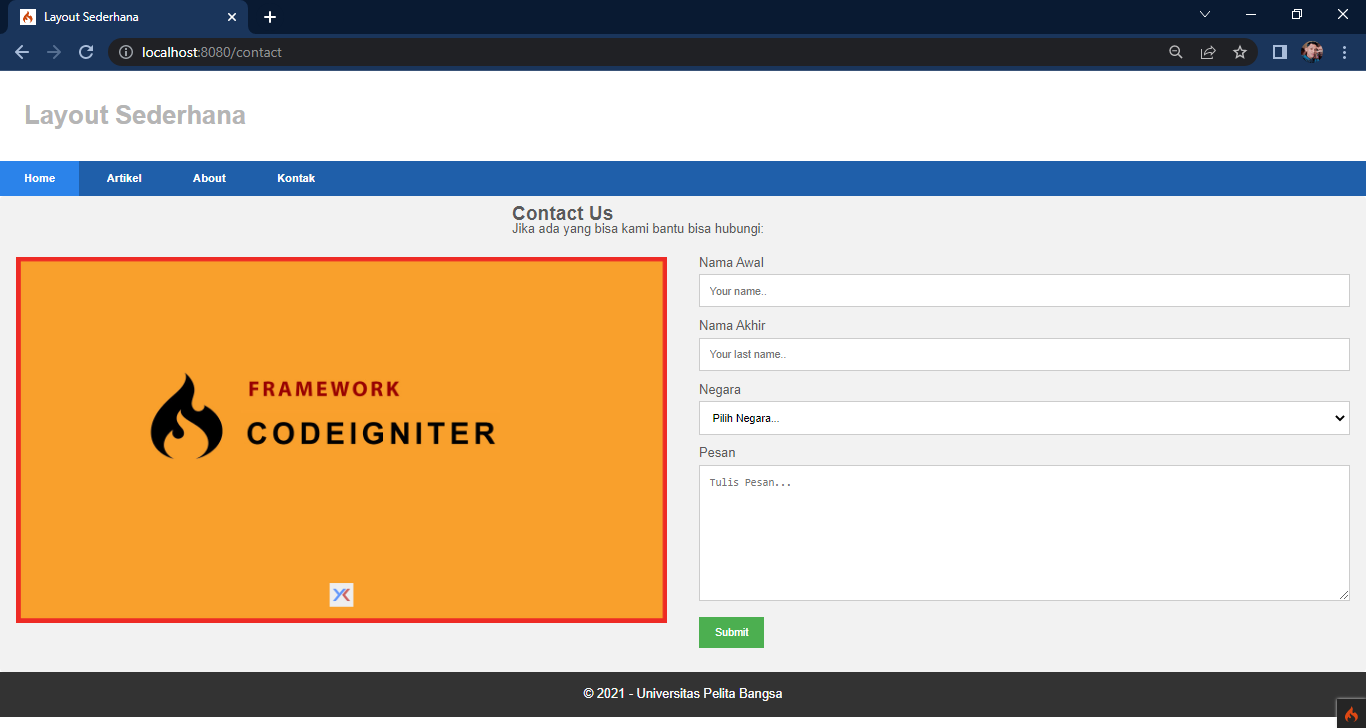 Layout Sederhana
localhost:8080/contact
Layout Sederhana
Home Artikel About Kontak
Contact Us
Jika ada yang bisa kami bantu bisa hubungi:
FRAMEWORK
CODEIGNITER
YK
Nama Awal
Your name..
Nama Akhir
Your last name..
Negara
Pilih Negara...
Pesan
Tulis Pesan...
Submit
© 2021 - Universitas Pelita Bangsa